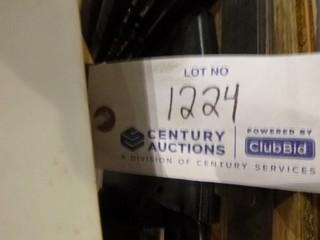 LOT NO
1224
CENTURY AUCTIONS
POWERED BY
ClubBid
A DIVISION OF CENTURY SERVICES